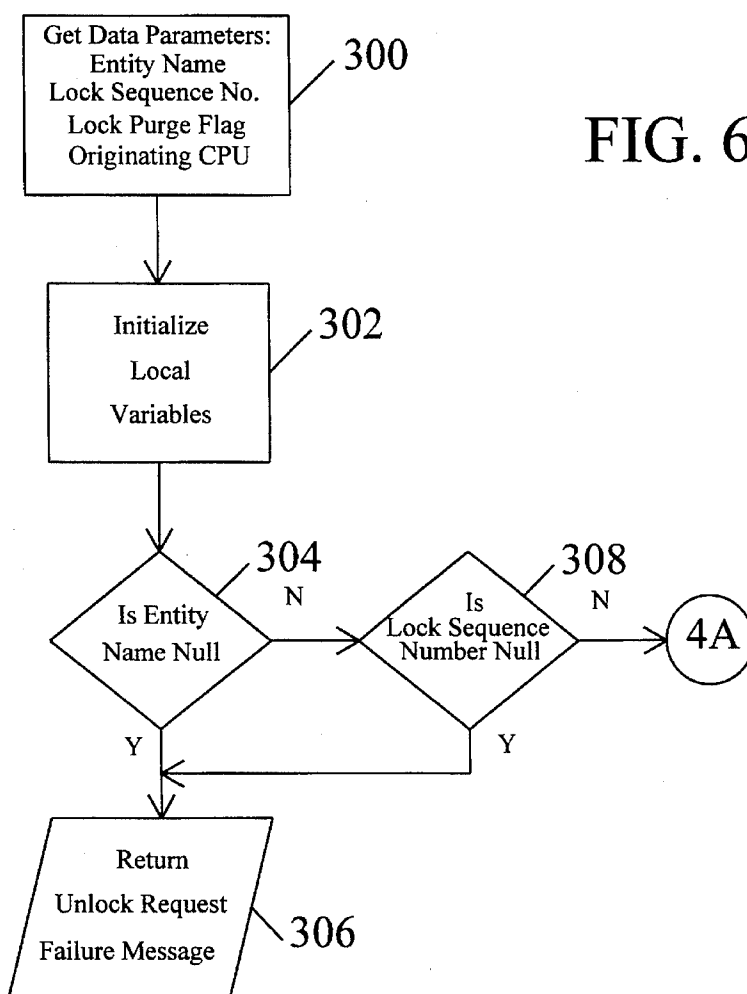 Get Data Parameters:
Entity Name
Lock Sequence No.
Lock Purge Flag
Originating CPU
300
FIG. 6
Initialize
Local
Variables
302
Is Entity
Name Null
304
N
Y
Is
Lock Sequence
Number Null
308
N
Y
4A
Return
Unlock Request
Failure Message
306